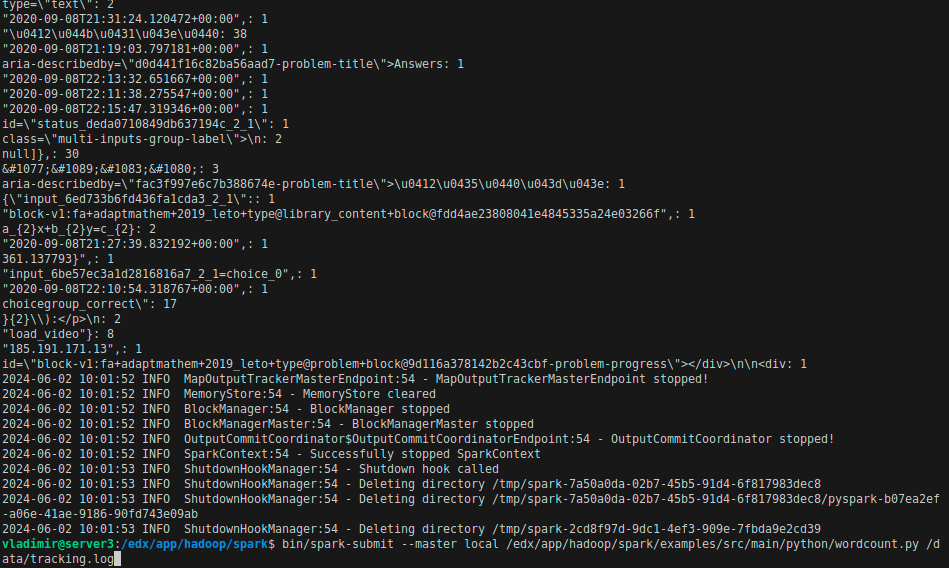 type=\"text\": 2
"2020-09-08T21:31:24.120472+00:00",: 1
"\u0412\u044b\u0431\u043e\u0440: 38
"2020-09-08T21:19:03.797181+00:00",: 1
aria-describedby=\"d0d441f16c82ba56aad7-problem-title\">Answers: 1
"2020-09-08T22:13:32.651667+00:00",: 1
"2020-09-08T22:11:38.275547+00:00",: 1
"2020-09-08T22:15:47.319346+00:00",: 1
id=\"status_deda0710849db637194c_2_1\": 1
class=\"multi-inputs-group-label\">\n: 2
null]},: 30
&#1077;&#1089;&#1083;&#1080;: 3
aria-describedby=\"fac3f997e6c7b388674e-problem-title\">\u0412\u0435\u0440\u043d\u043e: 1
{\"input_6ed733b6fd436fa1cda3_2_1\":: 1
"block-v1:fa+adaptmathem+2019_leto+type@library_content+block@fdd4ae23808041e4845335a24e03266f",: 1
a_{2}x+b_{2}y=c_{2}: 2
"2020-09-08T21:27:39.832192+00:00",: 1
361.137793}",: 1
"input_6be57ec3a1d2816816a7_2_1=choice_0",: 1
"2020-09-08T22:10:54.318767+00:00",: 1
choicegroup_correct\": 17
}{2}\\):</p>\n: 2
"load_video"}: 8
"185.191.171.13",: 1
id=\"block-v1:fa+adaptmathem+2019_leto+type@problem+block@9d116a378142b2c43cbf-problem-progress\"></div>\n\n<div: 1
2024-06-02 10:01:52 INFO  MapOutputTrackerMasterEndpoint:54 - MapOutputTrackerMasterEndpoint stopped!
2024-06-02 10:01:52 INFO  MemoryStore:54 - MemoryStore cleared
2024-06-02 10:01:52 INFO  BlockManager:54 - BlockManager stopped
2024-06-02 10:01:52 INFO  BlockManagerMaster:54 - BlockManagerMaster stopped
2024-06-02 10:01:52 INFO  OutputCommitCoordinator$OutputCommitCoordinatorEndpoint:54 - OutputCommitCoordinator stopped!
2024-06-02 10:01:52 INFO  SparkContext:54 - Successfully stopped SparkContext
2024-06-02 10:01:53 INFO  ShutdownHookManager:54 - Shutdown hook called
2024-06-02 10:01:53 INFO  ShutdownHookManager:54 - Deleting directory /tmp/spark-7a50a0da-02b7-45b5-91d4-6f817983dec8
2024-06-02 10:01:53 INFO  ShutdownHookManager:54 - Deleting directory /tmp/spark-7a50a0da-02b7-45b5-91d4-6f817983dec8/pyspark-b07ea2ef
-a06e-41ae-9186-90fd743e09ab
2024-06-02 10:01:53 INFO  ShutdownHookManager:54 - Deleting directory /tmp/spark-2cd8f97d-9dc1-4ef3-909e-7fbda9e2cd39
vladimir@server3:/edx/app/hadoop/spark$ bin/spark-submit --master local /edx/app/hadoop/spark/examples/src/main/python/wordcount.py /d
ata/tracking.log